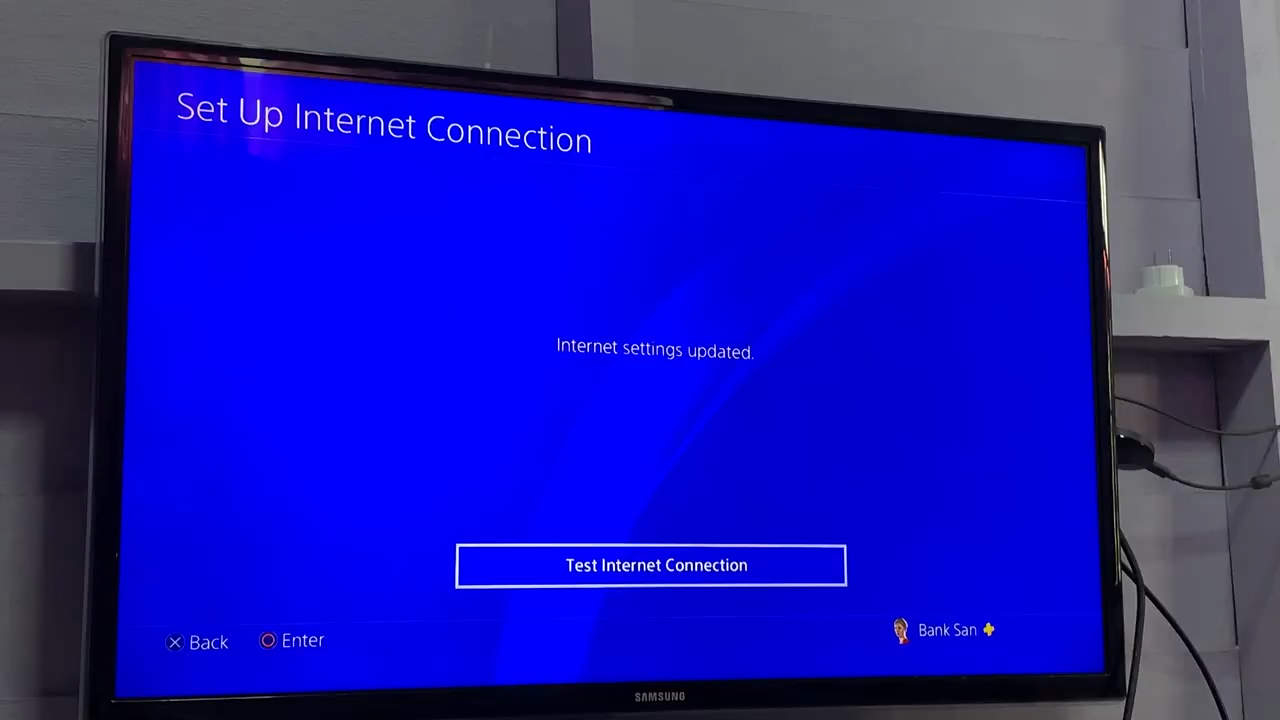 Set Up Internet Connection
Internet settings updated.
Test Internet Connection
Back Enter
Bank San
SAMSUNG